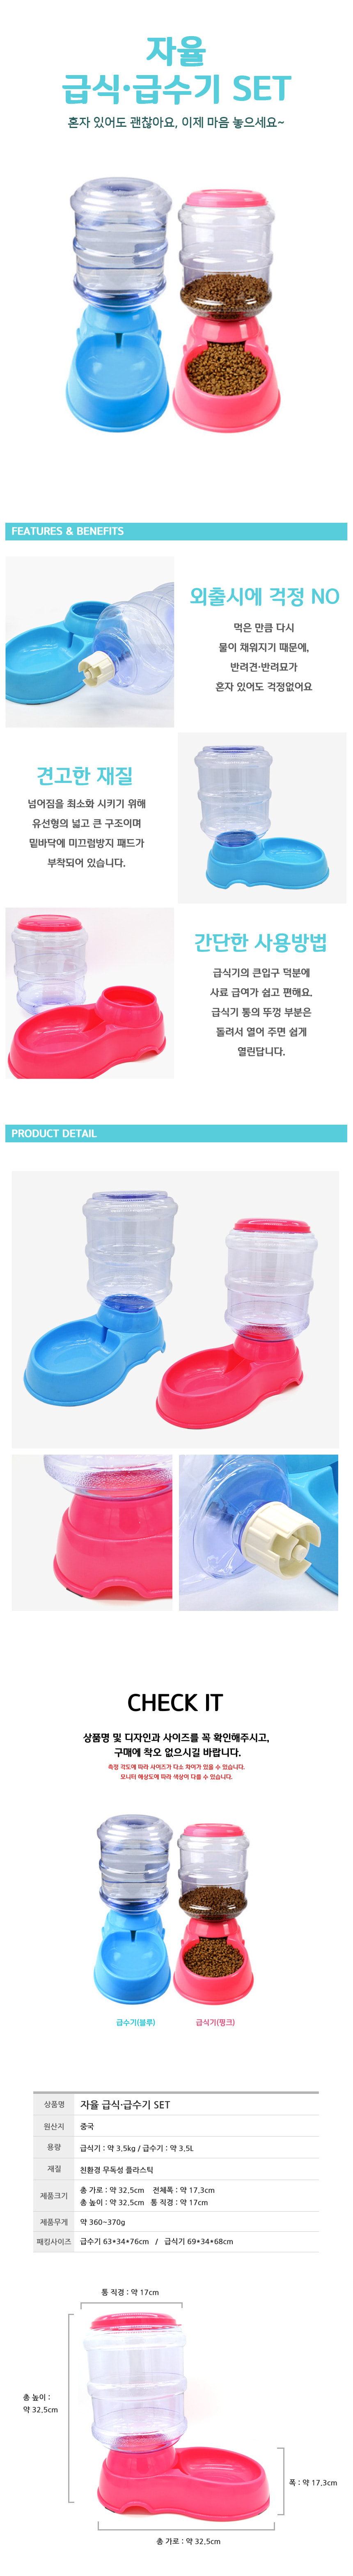 자율
급식·급수기 SET
혼자 있어도 괜찮아요, 이제 마음 놓으세요~
FEATURES & BENEFITS
외출시에 걱정 NO
먹은 만큼 다시
물이 채워지기 때문에,
반려견·반려묘가
혼자 있어도 걱정없어요
견고한 재질
넘어짐을 최소화 시키기 위해
유선형의 넓고 큰 구조이며
밑바닥에 미끄럼방지 패드가
부착되어 있습니다.
간단한 사용방법
급식기의 큰입구 덕분에
사료 급여가 쉽고 편해요.
급식기 통의 뚜껑 부분은
돌려서 열어 주면 쉽게
열린답니다.
PRODUCT DETAIL
CHECK IT
상품명 및 디자인과 사이즈를 꼭 확인해주시고,
구매에 착오 없으시길 바랍니다.
측정 각도에 따라 사이즈가 다소 차이가 있을 수 있습니다.
모니터 해상도에 따라 색상이 다를 수 있습니다.
급수기(블루) 급식기(핑크)
상품명 자율 급식·급수기 SET
원산지 중국
용량 급식기 : 약 3,5kg / 급수기 : 약 3,5L
재질 친환경 무독성 플라스틱
제품크기 총 가로 : 약 32,5cm 전체폭 : 약 17,3cm
총 높이 : 약 32,5cm 통 직경 : 약 17cm
제품무게 약 360~370g
패킹사이즈 급수기 63*34*76cm / 급식기 69*34*68cm
통 직경 : 약 17cm
총 높이 :
약 32,5cm
폭 : 약 17,3cm
총 가로 : 약 32,5cm